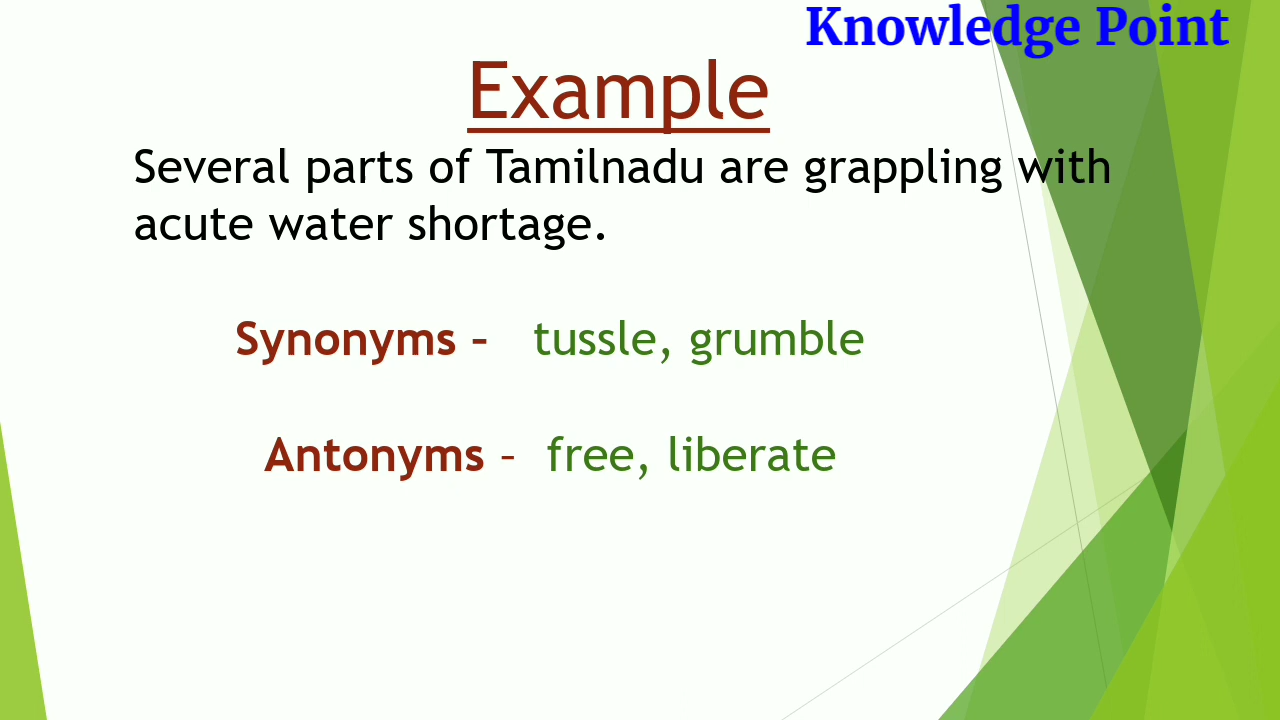 Knowledge Point
Example
Several parts of Tamilnadu are grappling with
acute water shortage.
Synonyms – tussle, grumble
Antonyms – free, liberate